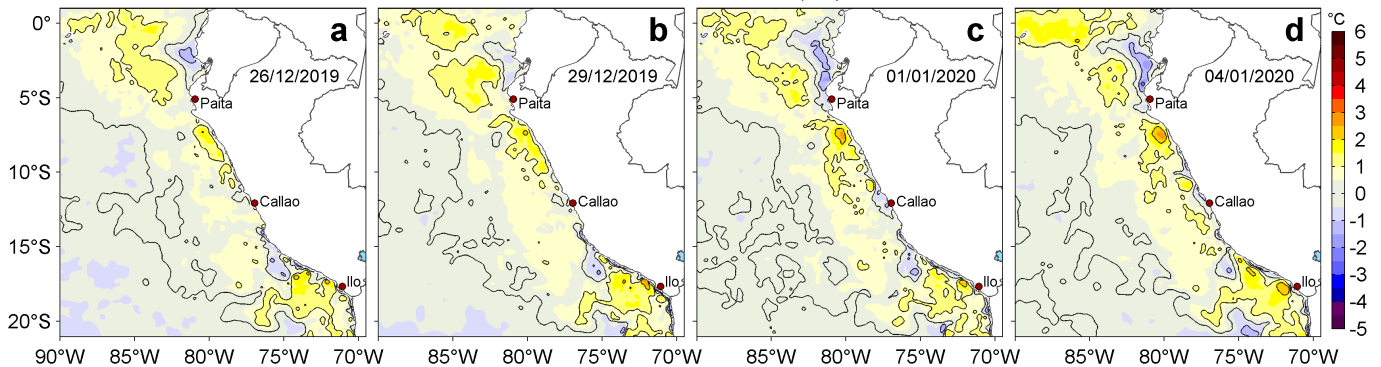 a
b
c
d
°C
26/12/2019
29/12/2019
01/01/2020
04/01/2020
Paita
Paita
Paita
Paita
Callao
Callao
Callao
Callao
Ilo
Ilo
Ilo
Ilo
0°
5°S
10°S
15°S
20°S
90°W
85°W
80°W
75°W
70°W
85°W
80°W
75°W
70°W
85°W
80°W
75°W
70°W
85°W
80°W
75°W
70°W
6
5
4
3
2
1
0
-1
-2
-3
-4
-5